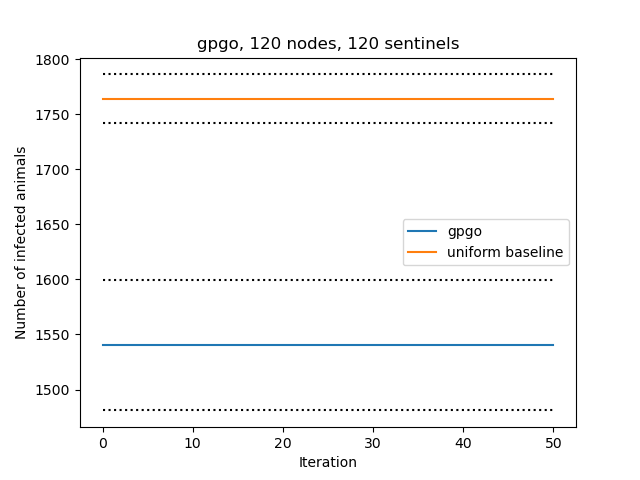 gpgo, 120 nodes, 120 sentinels
Number of infected animals
1800
1750
1700
1650
1600
1550
1500
gpgo
uniform baseline
0 10 20 30 40 50
Iteration